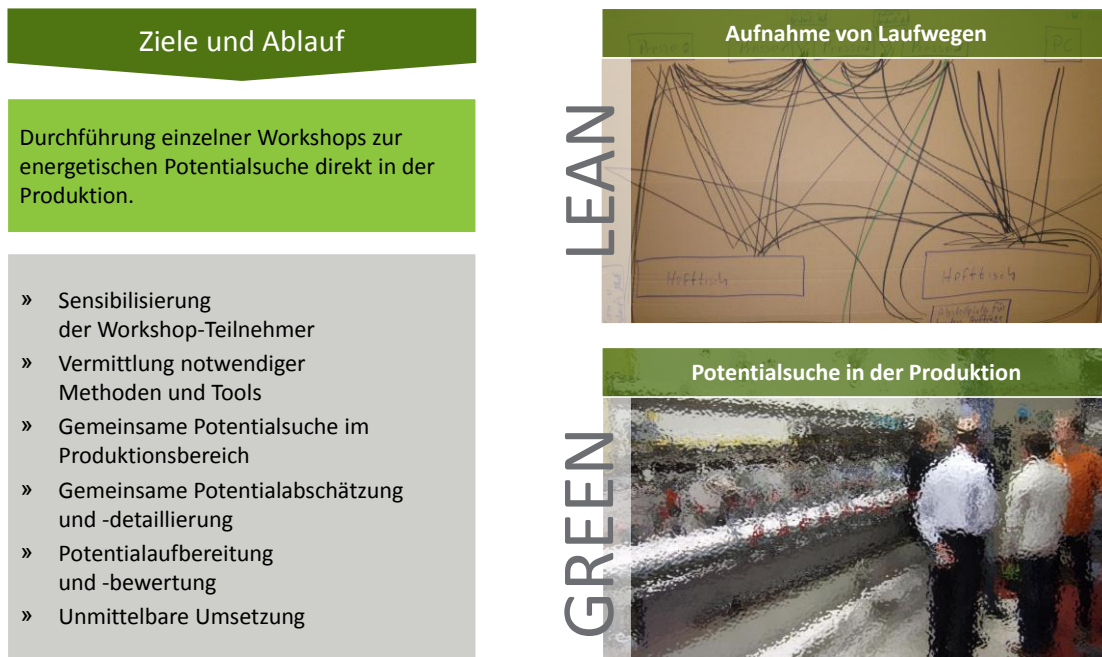 Ziele und Ablauf
Durchführung einzelner Workshops zur
energetischen Potentialsuche direkt in der
Produktion.
» Sensibilisierung
der Workshop-Teilnehmer
» Vermittlung notwendiger
Methoden und Tools
» Gemeinsame Potentialsuche im
Produktionsbereich
» Gemeinsame Potentialabschätzung
und -detaillierung
» Potentialaufbereitung
und -bewertung
» Unmittelbare Umsetzung
LEAN
Aufnahme von Laufwegen
PC
Hefttisch
Hefttisch
GREEN
Potentialsuche in der Produktion